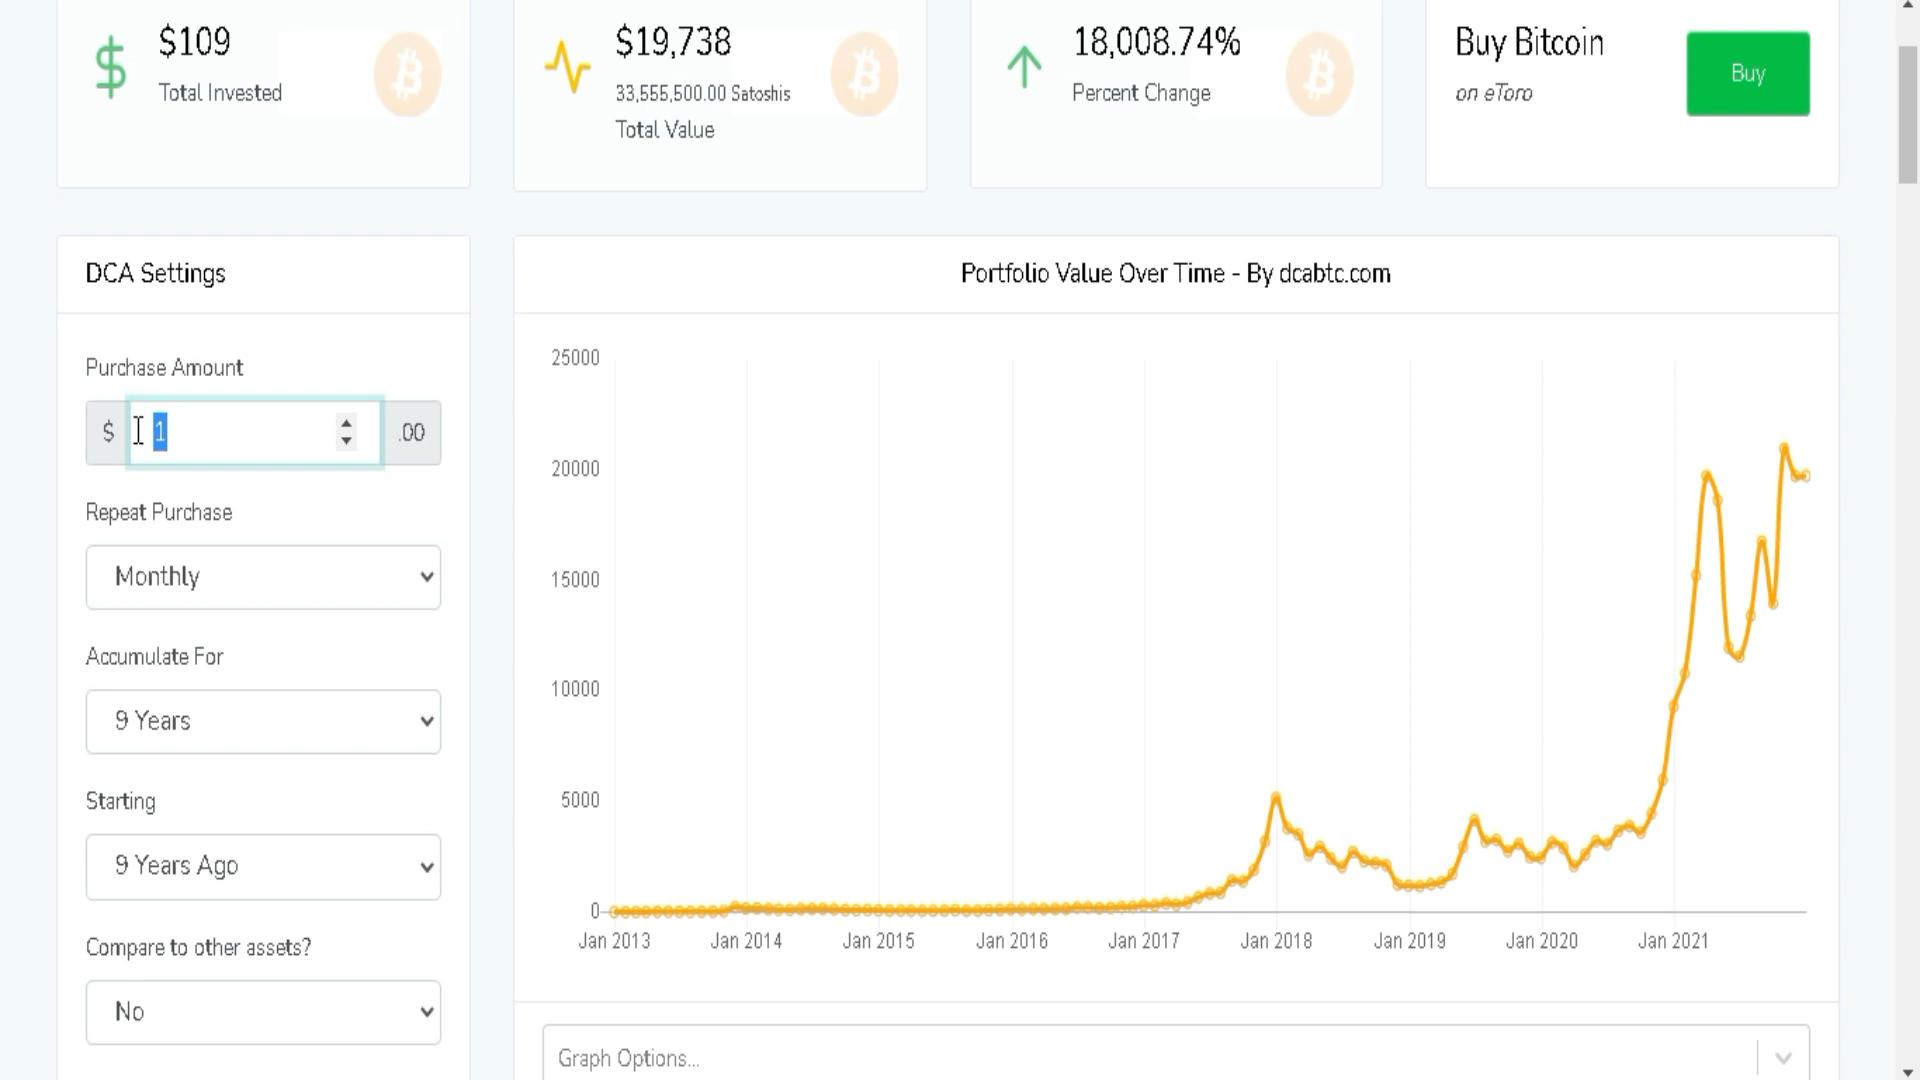 $109
Total Invested
$19,738
33,555,500.00 Satoshis
Total Value
18,008.74%
Percent Change
Buy Bitcoin
on eToro
Buy
DCA Settings
Purchase Amount
$ 1 .00
Repeat Purchase
Monthly
Accumulate For
9 Years
Starting
9 Years Ago
Compare to other assets?
No
Portfolio Value Over Time - By dcabtc.com
25000
20000
15000
10000
5000
0
Jan 2013 Jan 2014 Jan 2015 Jan 2016 Jan 2017 Jan 2018 Jan 2019 Jan 2020 Jan 2021
Graph Options...